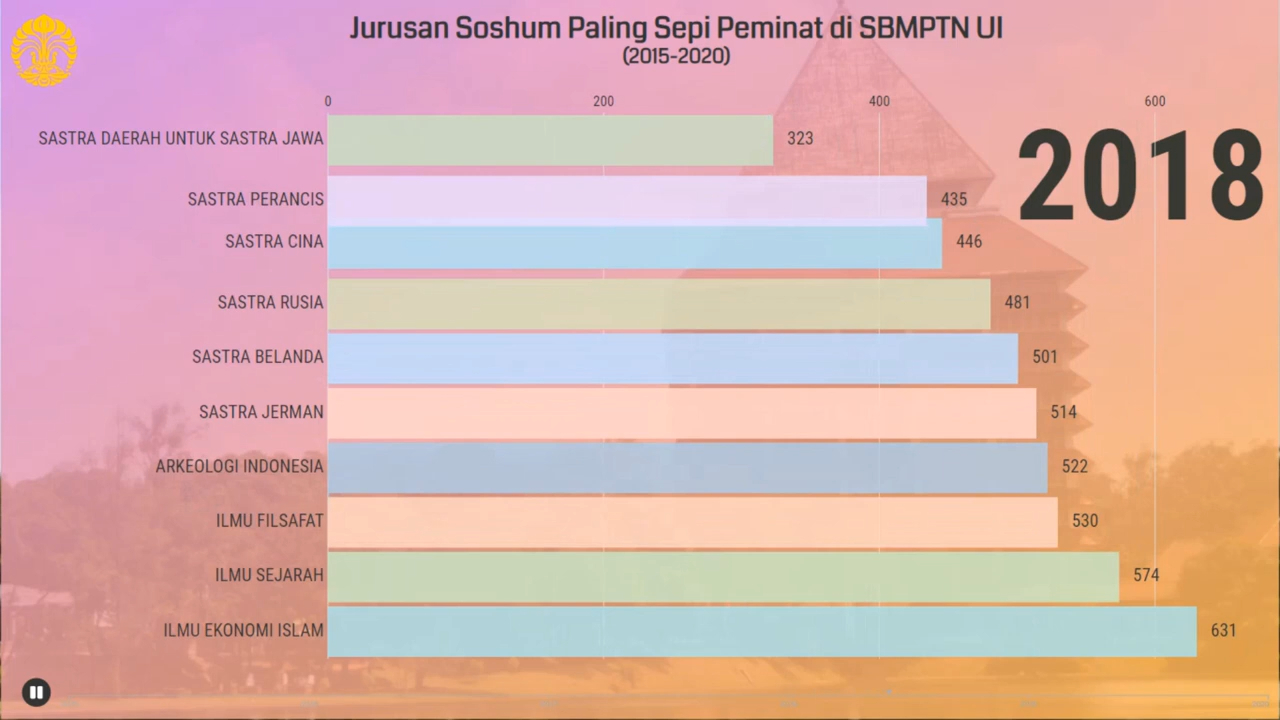 Jurusan Soshum Paling Sepi Peminat di SBMPTN UI
(2015-2020)
0 200 400 600
2018
SASTRA DAERAH UNTUK SASTRA JAWA 323
SASTRA PERANCIS 435
SASTRA CINA 446
SASTRA RUSIA 481
SASTRA BELANDA 501
SASTRA JERMAN 514
ARKEOLOGI INDONESIA 522
ILMU FILSAFAT 530
ILMU SEJARAH 574
ILMU EKONOMI ISLAM 631